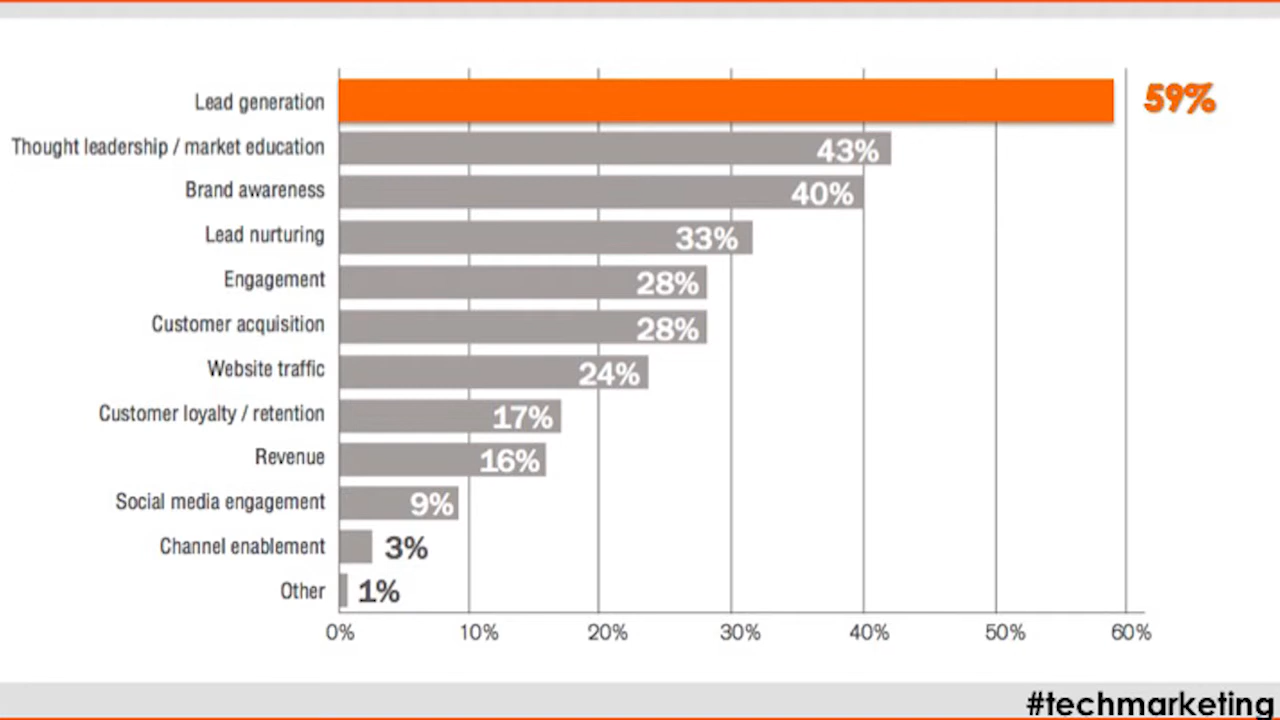 Lead generation 59%
Thought leadership / market education 43%
Brand awareness 40%
Lead nurturing 33%
Engagement 28%
Customer acquisition 28%
Website traffic 24%
Customer loyalty / retention 17%
Revenue 16%
Social media engagement 9%
Channel enablement 3%
Other 1%
0% 10% 20% 30% 40% 50% 60%
#techmarketing